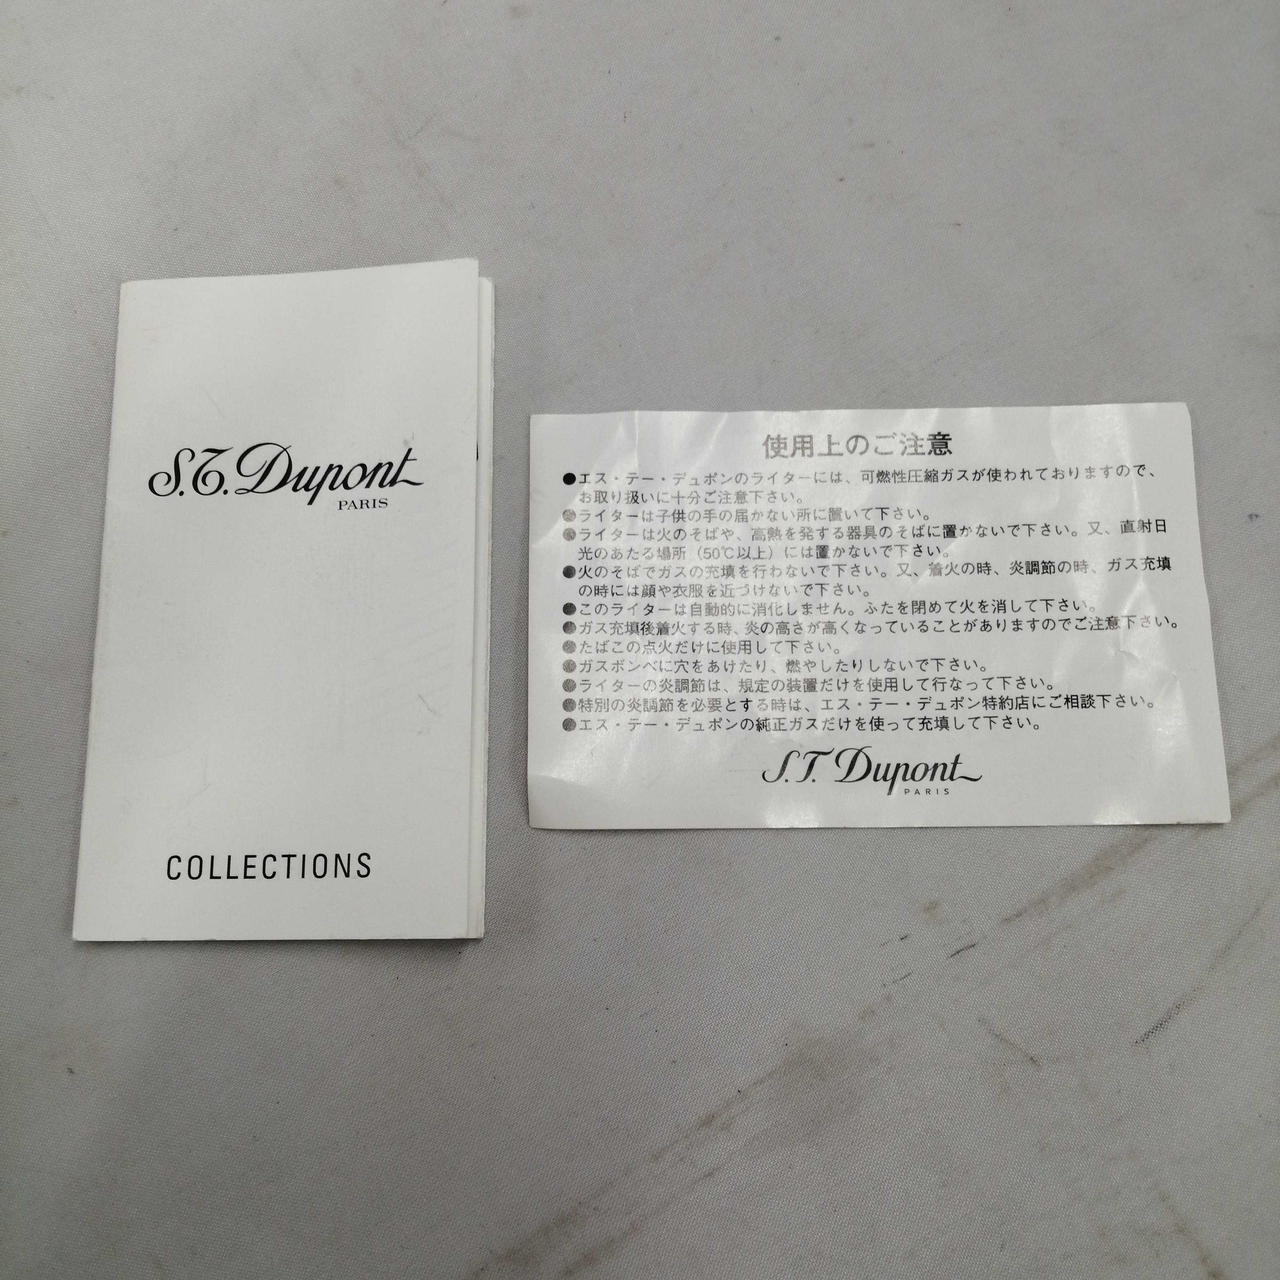 S.T. Dupont
PARIS
COLLECTIONS
使用上のご注意
●エス・テー・デュポンのライターには、可燃性圧縮ガスが使われておりますので、
お取り扱いに十分ご注意下さい。
●ライターは子供の手の届かない所に置いて下さい。
●ライターは火のそばや、高熱を発する器具のそばに置かないで下さい。又、直射日
光のあたる場所（50℃以上）には置かないで下さい。
●火のそばでガスの充填を行わないで下さい。又、着火の時、炎調節の時、ガス充填
の時には顔や衣服を近づけないで下さい。
●このライターは自動的に消化しません。ふたを閉めて火を消して下さい。
●ガス充填後着火する時、炎の高さが高くなっていることがありますのでご注意下さい。
●たばこの点火だけに使用して下さい。
●ガスボンベに穴をあけたり、燃やしたりしないで下さい。
●ライターの炎調節は、規定の装置だけを使用して行なって下さい。
●特別の炎調節を必要とする時は、エス・テー・デュポン特約店にご相談下さい。
●エス・テー・デュポンの純正ガスだけを使って充填して下さい。
S.T. Dupont
PARIS